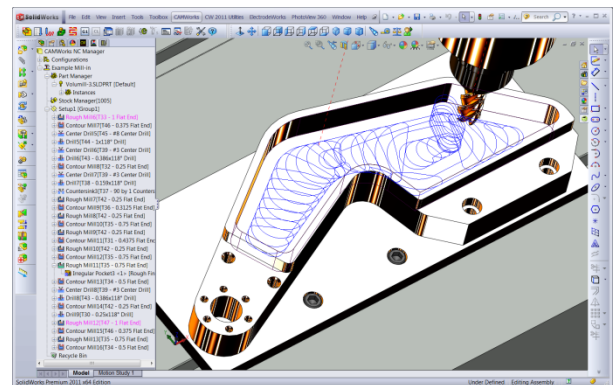 SolidWorks File Edit View Insert Tools Toolbox CAMWorks CW 2011 Utilities ElectrodeWorks PhotoView 360 Window Help
CAMWorks NC Manager
Configurations
Example Mill-in
Part Manager
Volumill-3.SLDPRT [Default]
Instances
Stock Manager[1005]
Setup1 [Group1]
Rough Mill6[T33 - 1 Flat End]
Contour Mill7[T46 - 0.375 Flat End]
Center Drill5[T43 - #8 Center Drill]
Drill5[T44 - 1x118° Drill]
Center Drill6[T39 - #3 Center Drill]
Drill6[T43 - 0.386x118° Drill]
Contour Mill8[T32 - 0.25 Flat End]
Center Drill7[T39 - #3 Center Drill]
Drill7[T38 - 0.159x118° Drill]
Countersink3[T37 - 90 by 1 Counters
Rough Mill7[T42 - 0.25 Flat End]
Contour Mill9[T36 - 0.3125 Flat End]
Rough Mill8[T42 - 0.25 Flat End]
Contour Mill10[T35 - 0.75 Flat End]
Rough Mill9[T42 - 0.25 Flat End]
Contour Mill11[T31 - 0.4375 Flat End
Rough Mill10[T42 - 0.25 Flat End]
Contour Mill12[T35 - 0.75 Flat End]
Rough Mill11[T35 - 0.75 Flat End]
Irregular Pocket3 <1> [Rough Fin
Contour Mill13[T34 - 0.5 Flat End]
Center Drill8[T39 - #3 Center Drill]
Drill8[T43 - 0.386x118° Drill]
Contour Mill14[T42 - 0.25 Flat End]
Drill9[T30 - 0.25x118° Drill]
Rough Mill12[T47 - 1 Flat End]
Contour Mill15[T46 - 0.375 Flat End]
Rough Mill13[T35 - 0.75 Flat End]
Contour Mill16[T34 - 0.5 Flat End]
Recycle Bin
Model Motion Study 1
SolidWorks Premium 2011 x64 Edition Under Defined Editing Assembly